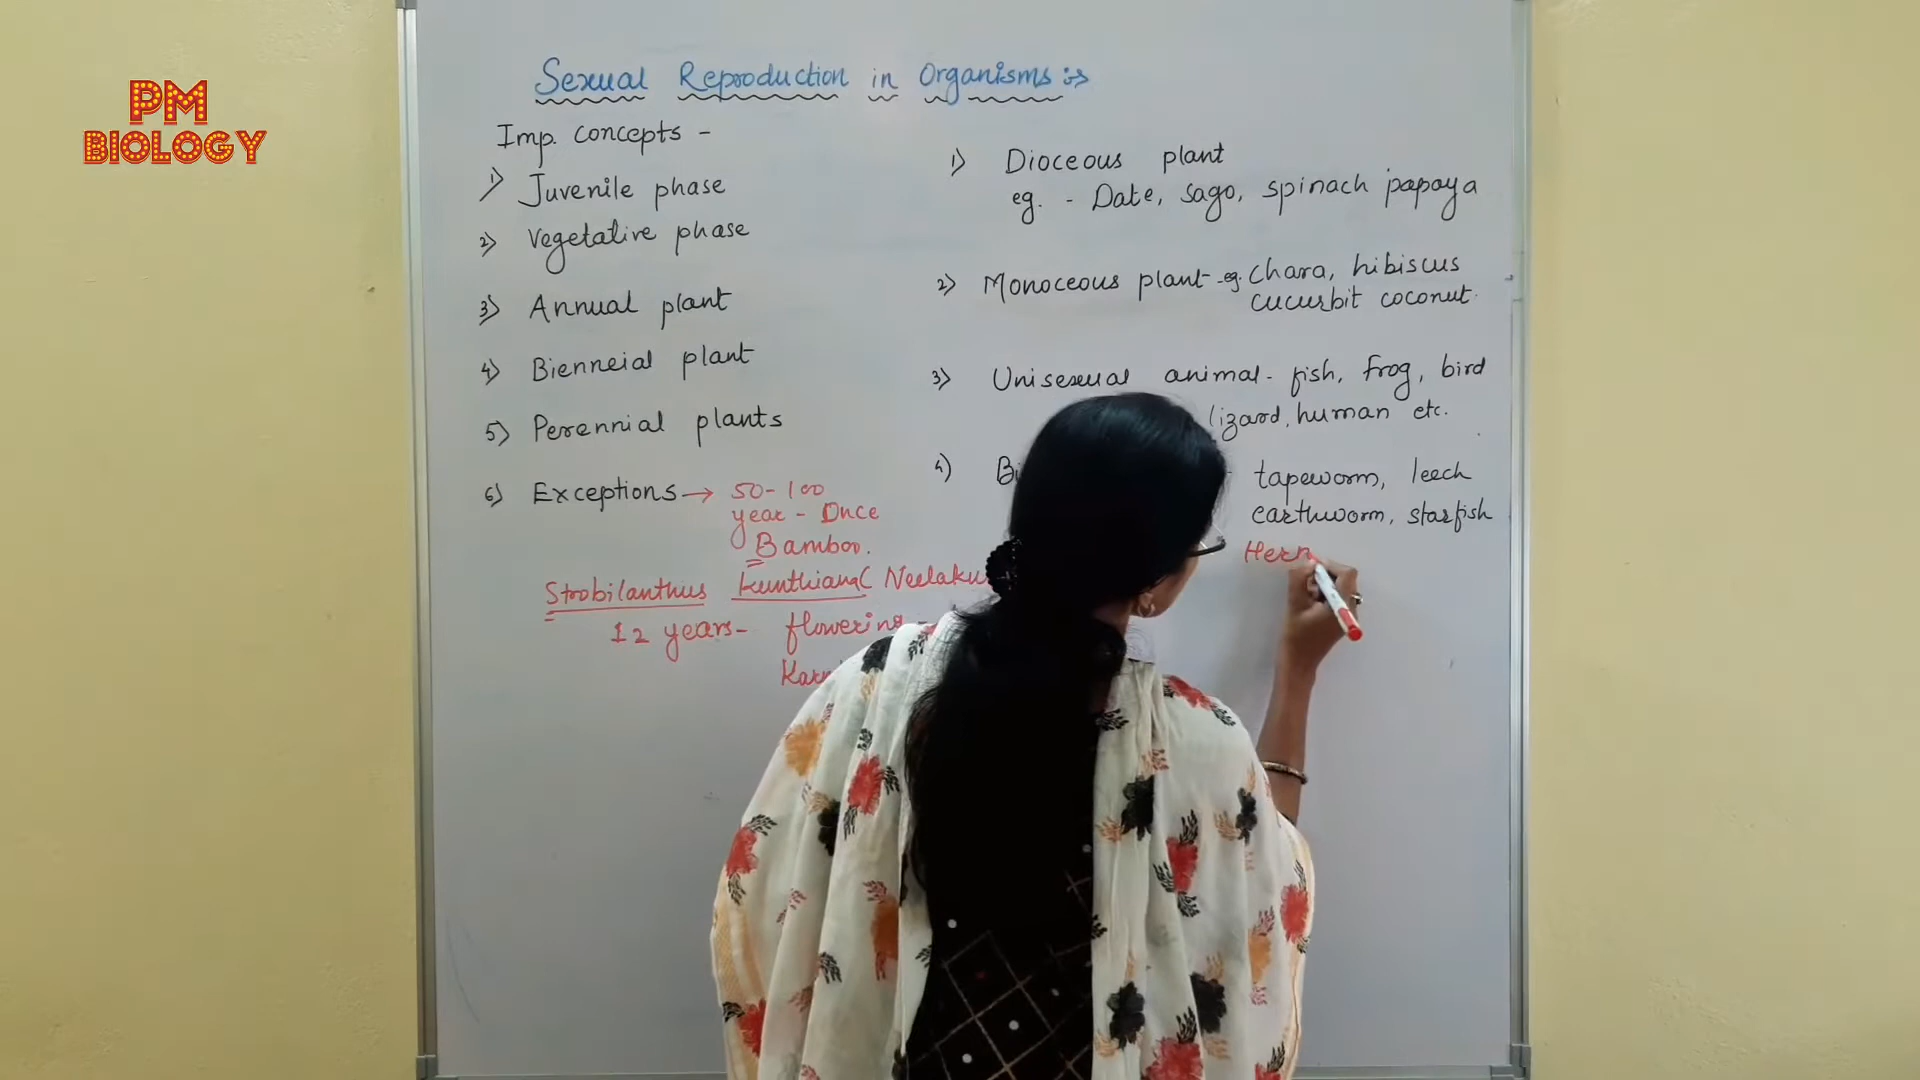 PM
BIOLOGY
Sexual Reproduction in Organisms :→
Imp. concepts -
1) Juvenile phase
2) Vegetative phase
3) Annual plant
4) Bienneial plant
5) Perennial plants
6) Exceptions → 50-100
year - Once
Bamboo.
Strobilanthus kunthiana( Neelaku
12 years - flowering
1) Dioceous plant
eg. - Date, sago, spinach papaya
2) Monoceous plant - eg. chara, hibiscus
cucurbit coconut.
3) Unisexual animal - fish, frog, bird
lizard, human etc.
4) Bi
tapeworm, leech
earthworm, starfish
Herm